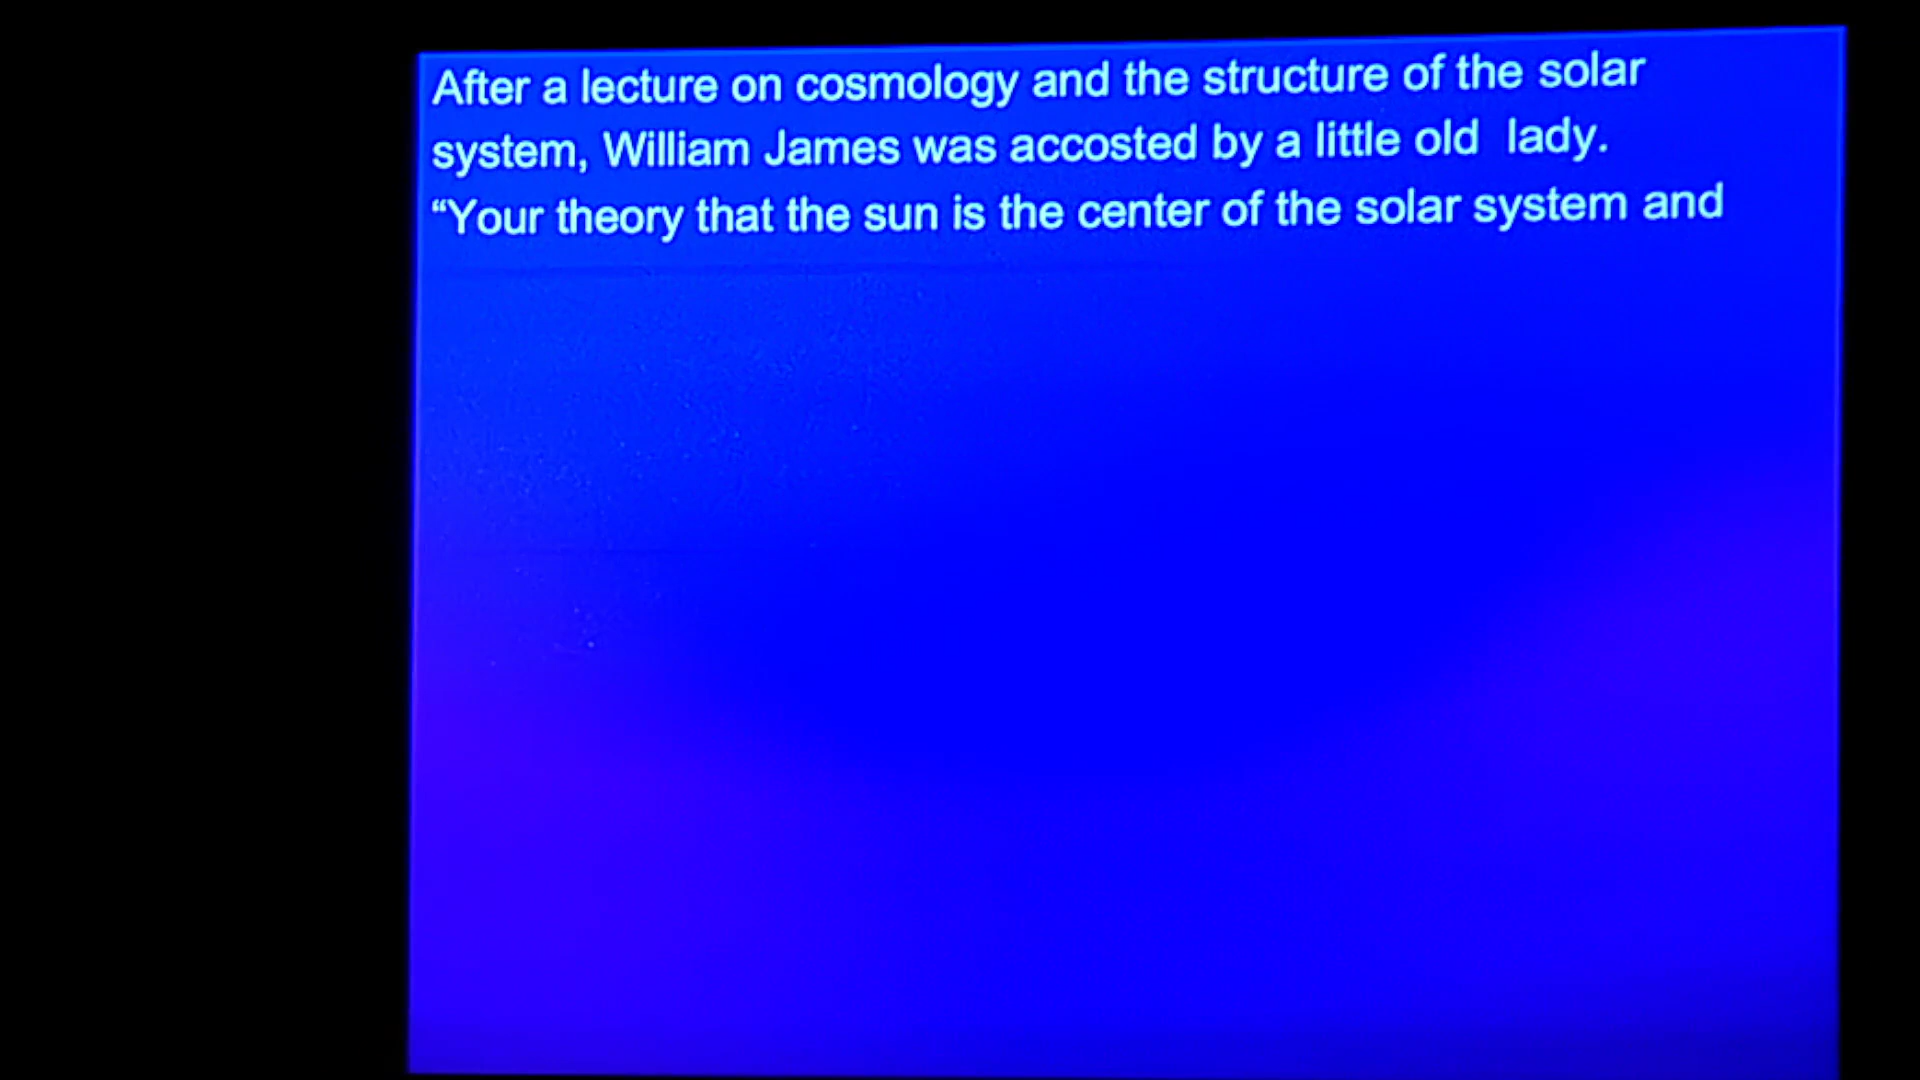 After a lecture on cosmology and the structure of the solar
system, William James was accosted by a little old lady.
“Your theory that the sun is the center of the solar system and